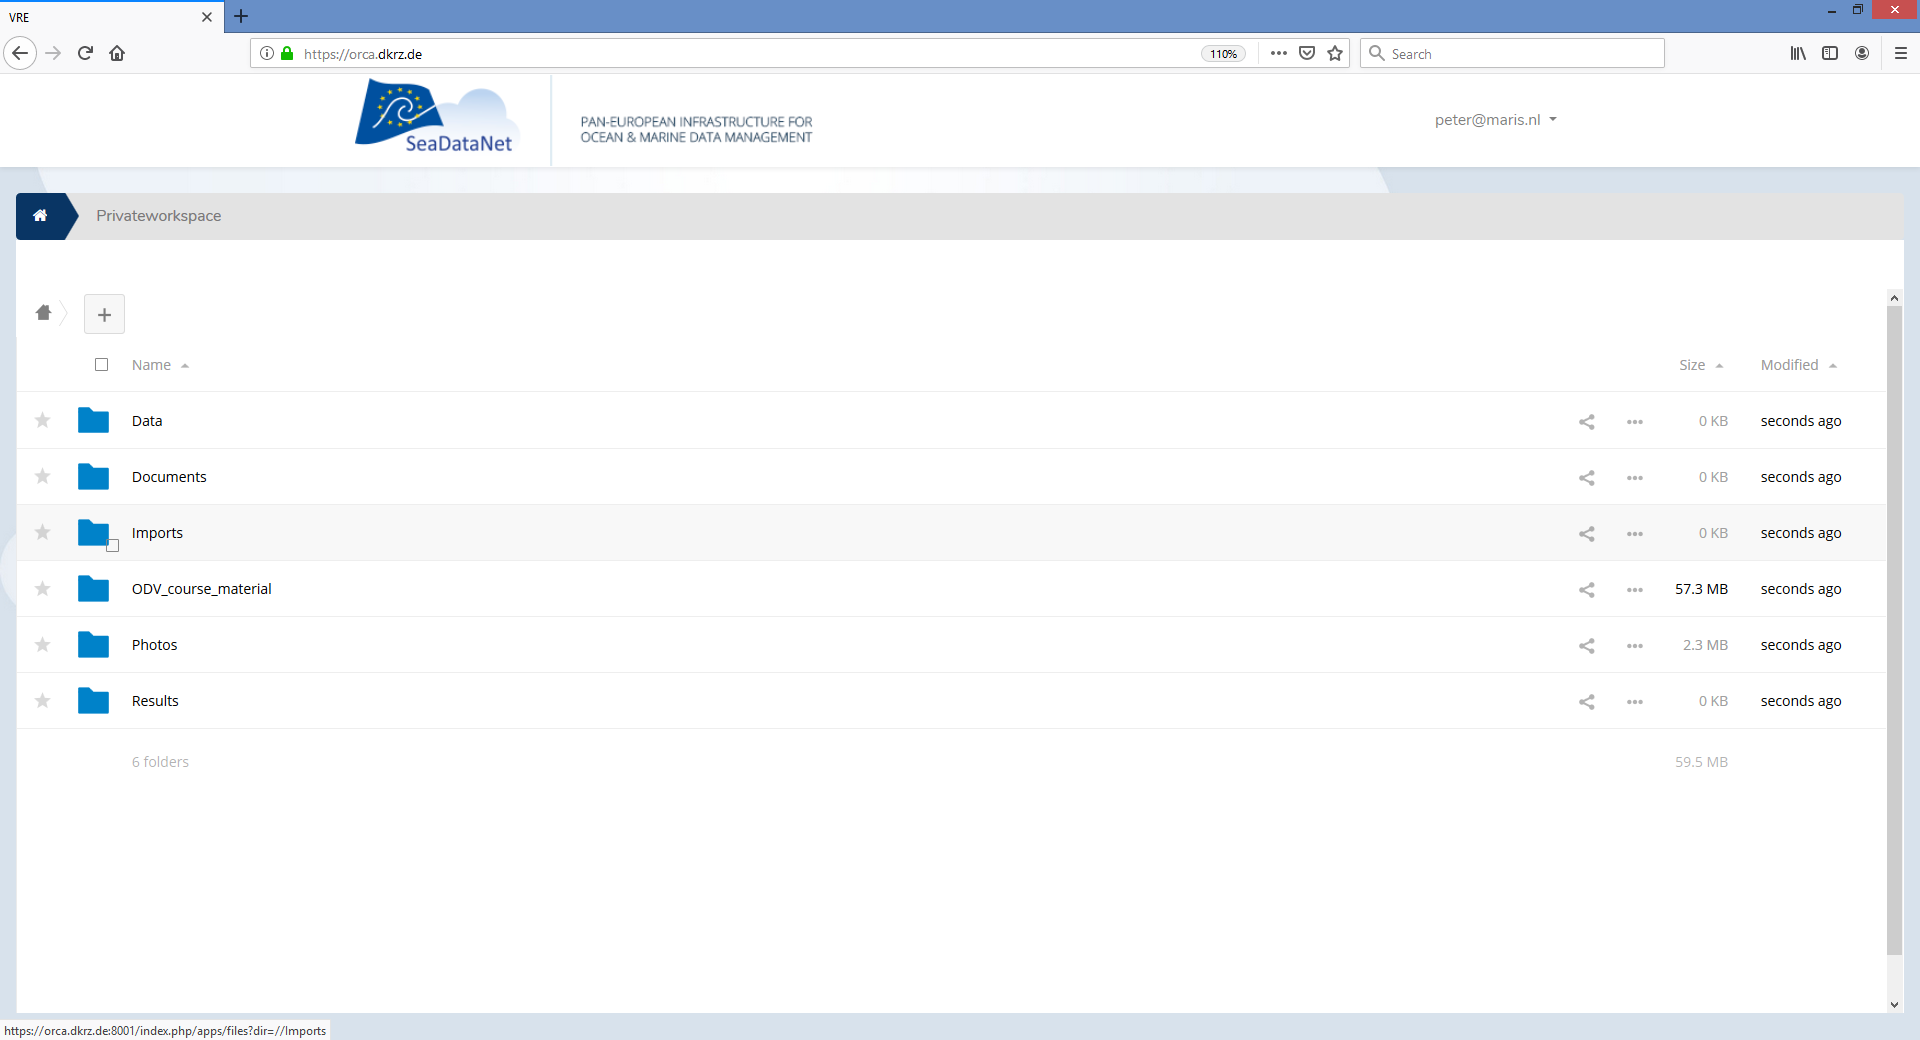 VRE
https://orca.dkrz.de
110%
Search
SeaDataNet
PAN-EUROPEAN INFRASTRUCTURE FOR
OCEAN & MARINE DATA MANAGEMENT
peter@maris.nl
Privateworkspace
Name Size Modified
Data 0 KB seconds ago
Documents 0 KB seconds ago
Imports 0 KB seconds ago
ODV_course_material 57.3 MB seconds ago
Photos 2.3 MB seconds ago
Results 0 KB seconds ago
6 folders 59.5 MB
https://orca.dkrz.de:8001/index.php/apps/files?dir=//Imports